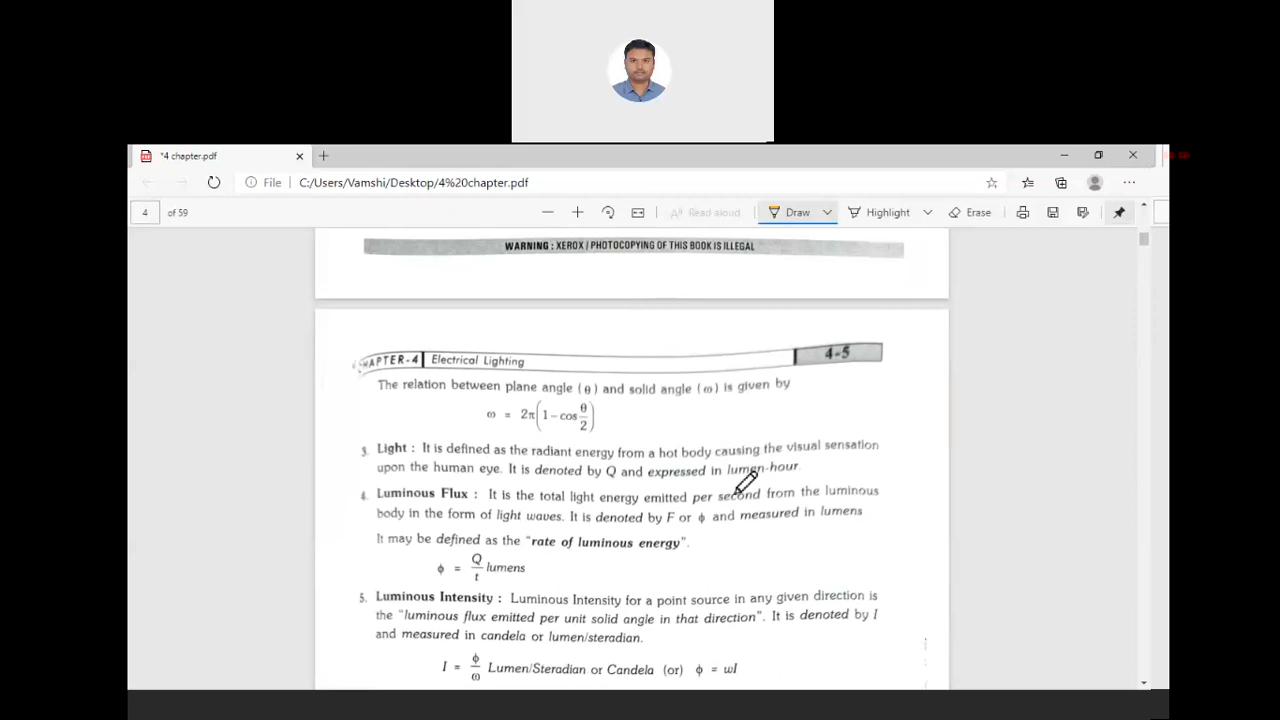 *4 chapter.pdf
File C:/Users/Vamshi/Desktop/4%20chapter.pdf
4 of 59 Read aloud Draw Highlight Erase
WARNING : XEROX / PHOTOCOPYING OF THIS BOOK IS ILLEGAL
HAPTER-4 Electrical Lighting 4-5
The relation between plane angle (θ) and solid angle (ω) is given by
ω = 2π(1-cos θ/2)
3. Light : It is defined as the radiant energy from a hot body causing the visual sensation
upon the human eye. It is denoted by Q and expressed in lumen-hour.
4. Luminous Flux : It is the total light energy emitted per second from the luminous
body in the form of light waves. It is denoted by F or ϕ and measured in lumens
It may be defined as the "rate of luminous energy".
ϕ = Q/t lumens
5. Luminous Intensity : Luminous Intensity for a point source in any given direction is
the "luminous flux emitted per unit solid angle in that direction". It is denoted by I
and measured in candela or lumen/steradian.
I = ϕ/ω Lumen/Steradian or Candela (or) ϕ = ωI